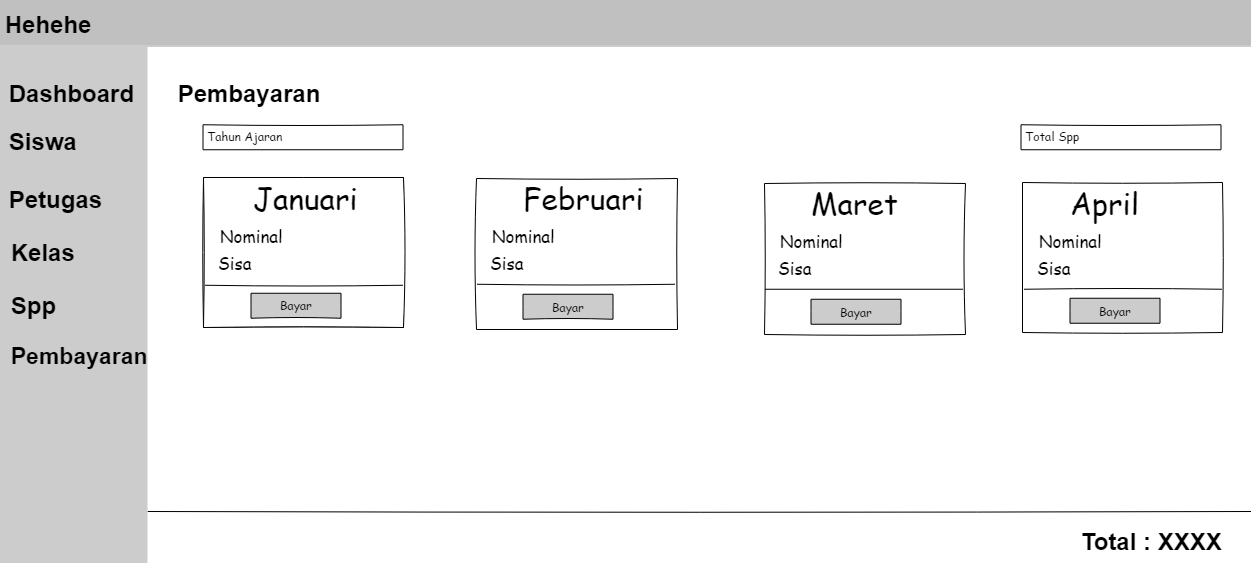 Hehehe
Dashboard
Siswa
Petugas
Kelas
Spp
Pembayaran
Pembayaran
Tahun Ajaran
Total Spp
Januari
Nominal
Sisa
Bayar
Februari
Nominal
Sisa
Bayar
Maret
Nominal
Sisa
Bayar
April
Nominal
Sisa
Bayar
Total : XXXX